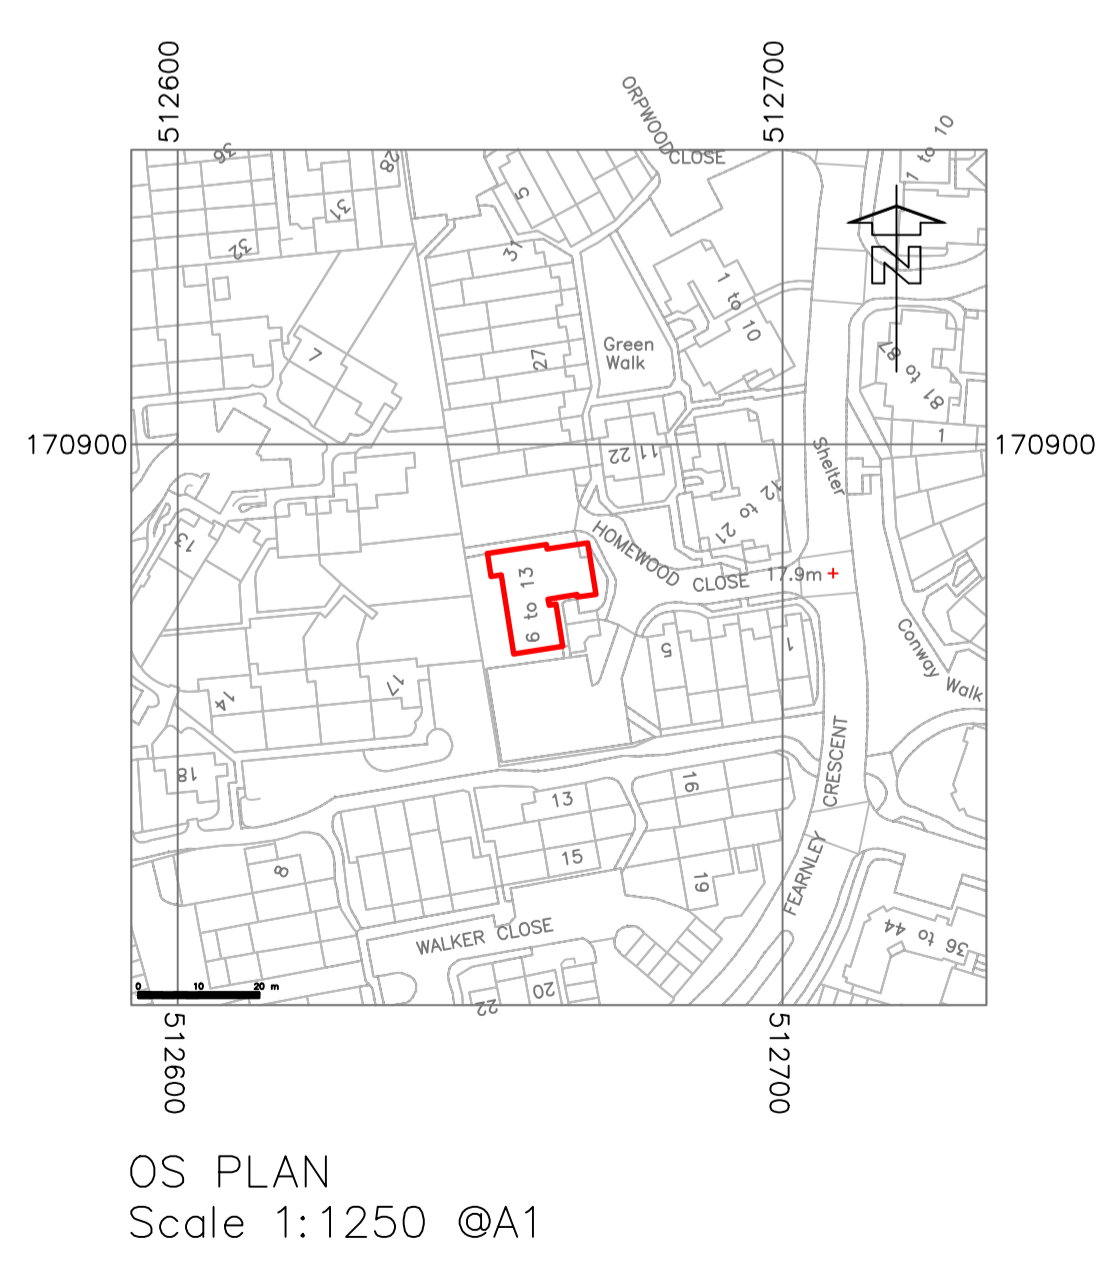 512600
512700
ORPWOOD
CLOSE
1 to 10
36
28
5
31
32
31
1 to 10
N
7
27
Green
Walk
87 to 81
1
170900
170900
11 22
Shelter
12 to 21
13
HOMEWOOD CLOSE
17.9m +
6 to 13
5
1
Conway Walk
14
17
18
CRESCENT
FEARNLEY
16
13
15
19
8
WALKER CLOSE
36 to 44
20
22
0 10 20 m
512600
512700
OS PLAN
Scale 1:1250 @A1